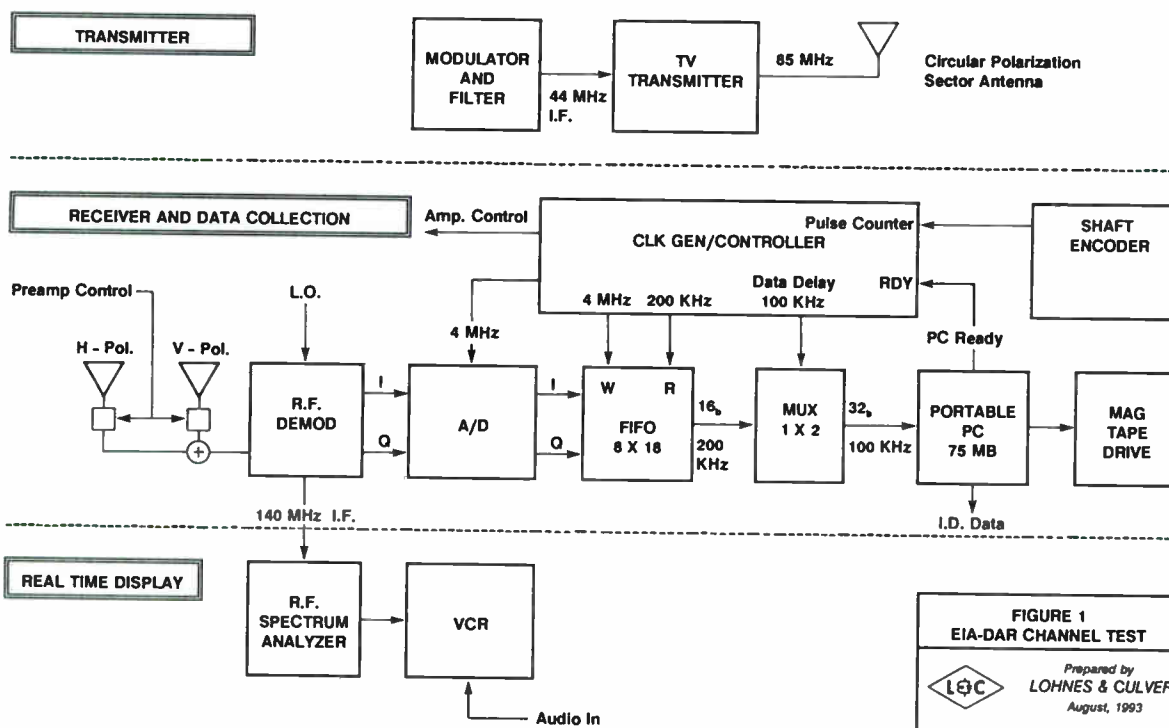 TRANSMITTER
MODULATOR
AND
FILTER
44 MHz
I.F.
TV
TRANSMITTER
85 MHz
Circular Polarization
Sector Antenna
RECEIVER AND DATA COLLECTION
Amp. Control
Pulse Counter
CLK GEN/CONTROLLER
SHAFT
ENCODER
Data Delay
RDY
4 MHz
200 KHz
100 KHz
Preamp Control
L.O.
4 MHz
PC Ready
H - Pol.
V - Pol.
R.F.
DEMOD
I
Q
A/D
I
Q
W
R
FIFO
8 X 18
16b
200
KHz
MUX
1 X 2
32b
100 KHz
PORTABLE
PC
75 MB
MAG
TAPE
DRIVE
140 MHz I.F.
I.D. Data
REAL TIME DISPLAY
R.F.
SPECTRUM
ANALYZER
VCR
Audio In
FIGURE 1
EIA-DAR CHANNEL TEST
L&C
Prepared by
LOHNES & CULVER
August, 1993